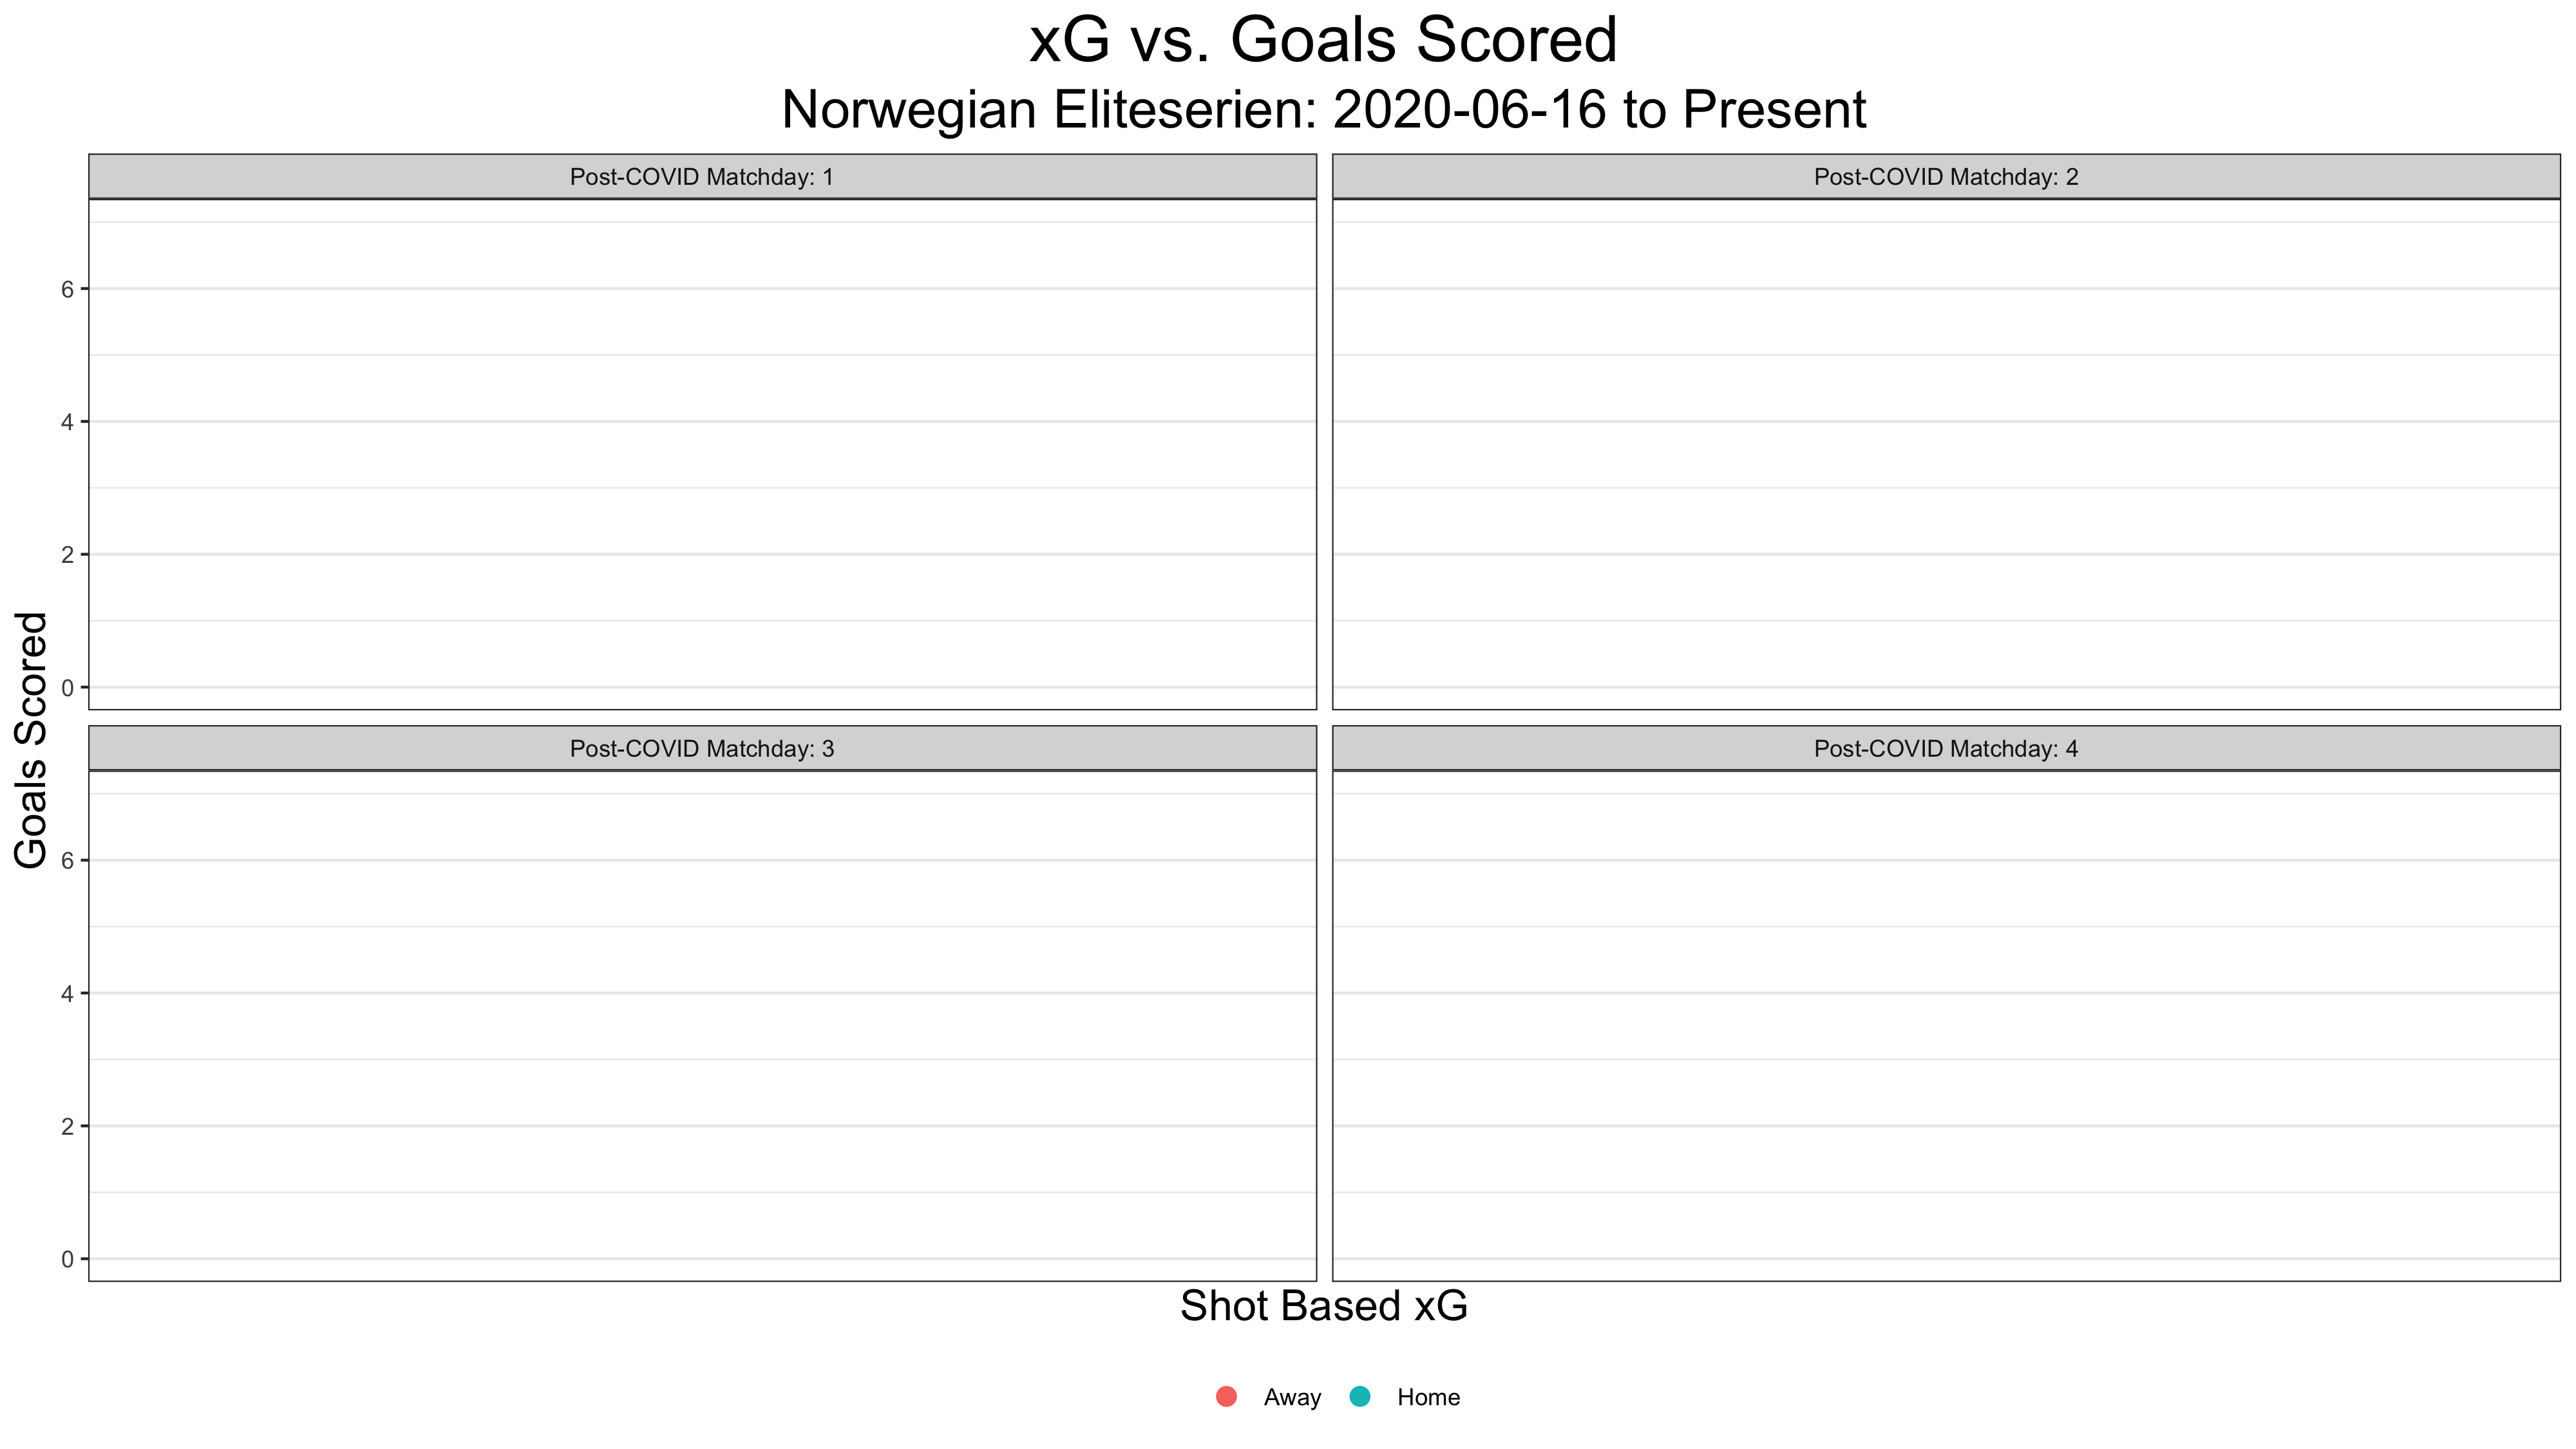 xG vs. Goals Scored
Norwegian Eliteserien: 2020-06-16 to Present
Post-COVID Matchday: 1
Post-COVID Matchday: 2
6
4
2
0
Goals Scored
Post-COVID Matchday: 3
Post-COVID Matchday: 4
6
4
2
0
Shot Based xG
Away
Home